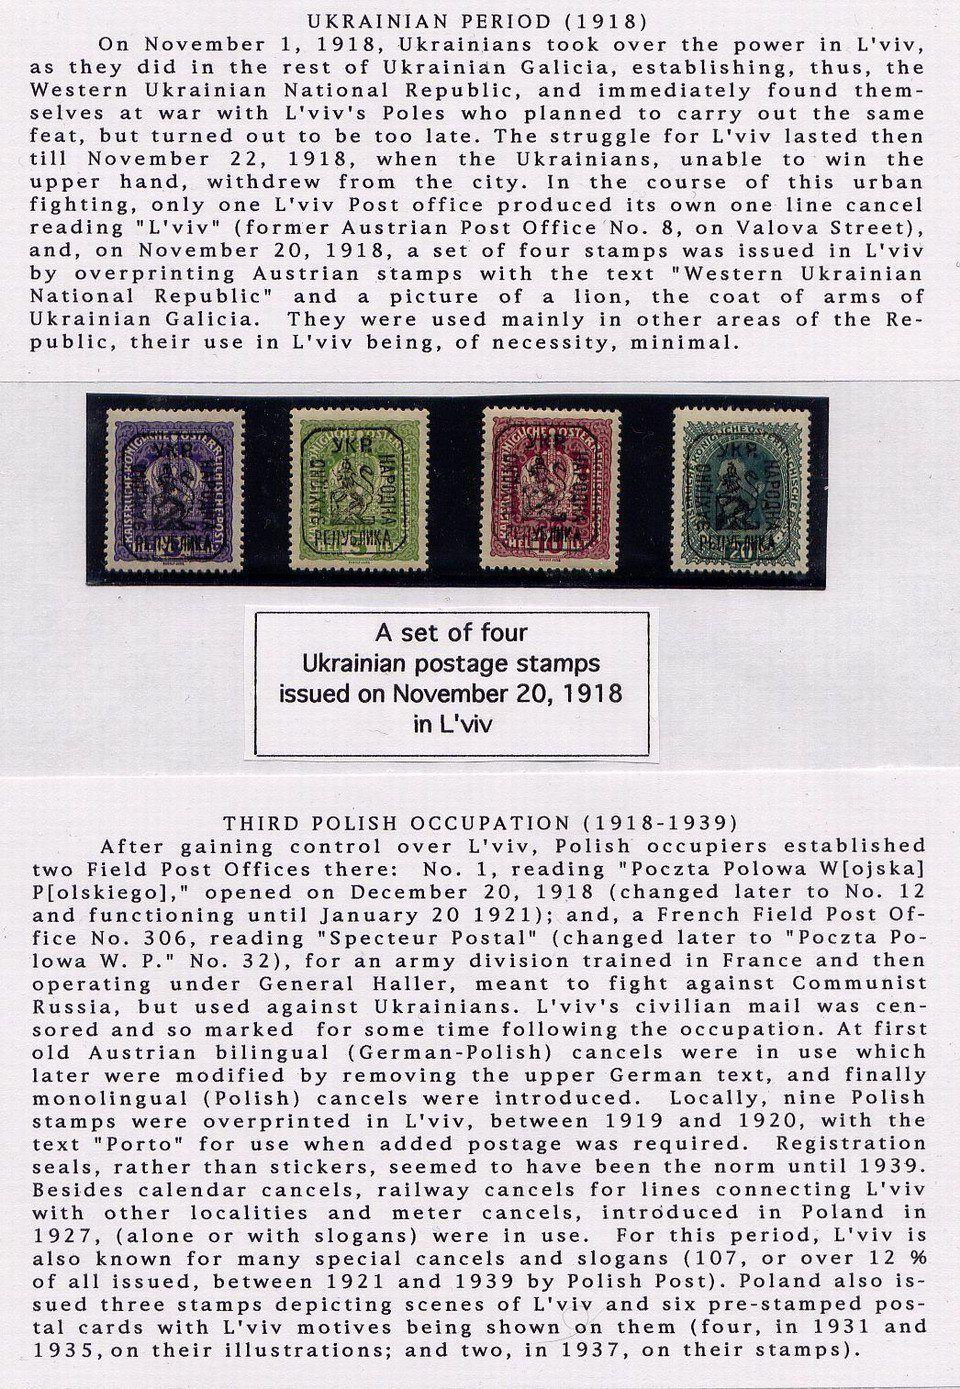 UKRAINIAN PERIOD (1918)
On November 1, 1918, Ukrainians took over the power in L'viv,
as they did in the rest of Ukrainian Galicia, establishing, thus, the
Western Ukrainian National Republic, and immediately found them-
selves at war with L'viv's Poles who planned to carry out the same
feat, but turned out to be too late. The struggle for L'viv lasted then
till November 22, 1918, when the Ukrainians, unable to win the
upper hand, withdrew from the city. In the course of this urban
fighting, only one L'viv Post office produced its own one line cancel
reading "L'viv" (former Austrian Post Office No. 8, on Valova Street),
and, on November 20, 1918, a set of four stamps was issued in L'viv
by overprinting Austrian stamps with the text "Western Ukrainian
National Republic" and a picture of a lion, the coat of arms of
Ukrainian Galicia. They were used mainly in other areas of the Re-
public, their use in L'viv being, of necessity, minimal.
УКР.
НАРОДНА
РЕПУБЛИКА
УКР.
НАРОДНА
РЕПУБЛИКА
5
УКР.
НАРОДНА
РЕПУБЛИКА
10
УКР.
НАРОДНА
РЕПУБЛИКА
20
A set of four
Ukrainian postage stamps
issued on November 20, 1918
in L'viv
THIRD POLISH OCCUPATION (1918-1939)
After gaining control over L'viv, Polish occupiers established
two Field Post Offices there: No. 1, reading "Poczta Polowa W[ojska]
P[olskiego]," opened on December 20, 1918 (changed later to No. 12
and functioning until January 20 1921); and, a French Field Post Of-
fice No. 306, reading "Specteur Postal" (changed later to "Poczta Po-
lowa W. P." No. 32), for an army division trained in France and then
operating under General Haller, meant to fight against Communist
Russia, but used against Ukrainians. L'viv's civilian mail was cen-
sored and so marked for some time following the occupation. At first
old Austrian bilingual (German-Polish) cancels were in use which
later were modified by removing the upper German text, and finally
monolingual (Polish) cancels were introduced. Locally, nine Polish
stamps were overprinted in L'viv, between 1919 and 1920, with the
text "Porto" for use when added postage was required. Registration
seals, rather than stickers, seemed to have been the norm until 1939.
Besides calendar cancels, railway cancels for lines connecting L'viv
with other localities and meter cancels, introduced in Poland in
1927, (alone or with slogans) were in use. For this period, L'viv is
also known for many special cancels and slogans (107, or over 12 %
of all issued, between 1921 and 1939 by Polish Post). Poland also is-
sued three stamps depicting scenes of L'viv and six pre-stamped pos-
tal cards with L'viv motives being shown on them (four, in 1931 and
1935, on their illustrations; and two, in 1937, on their stamps).